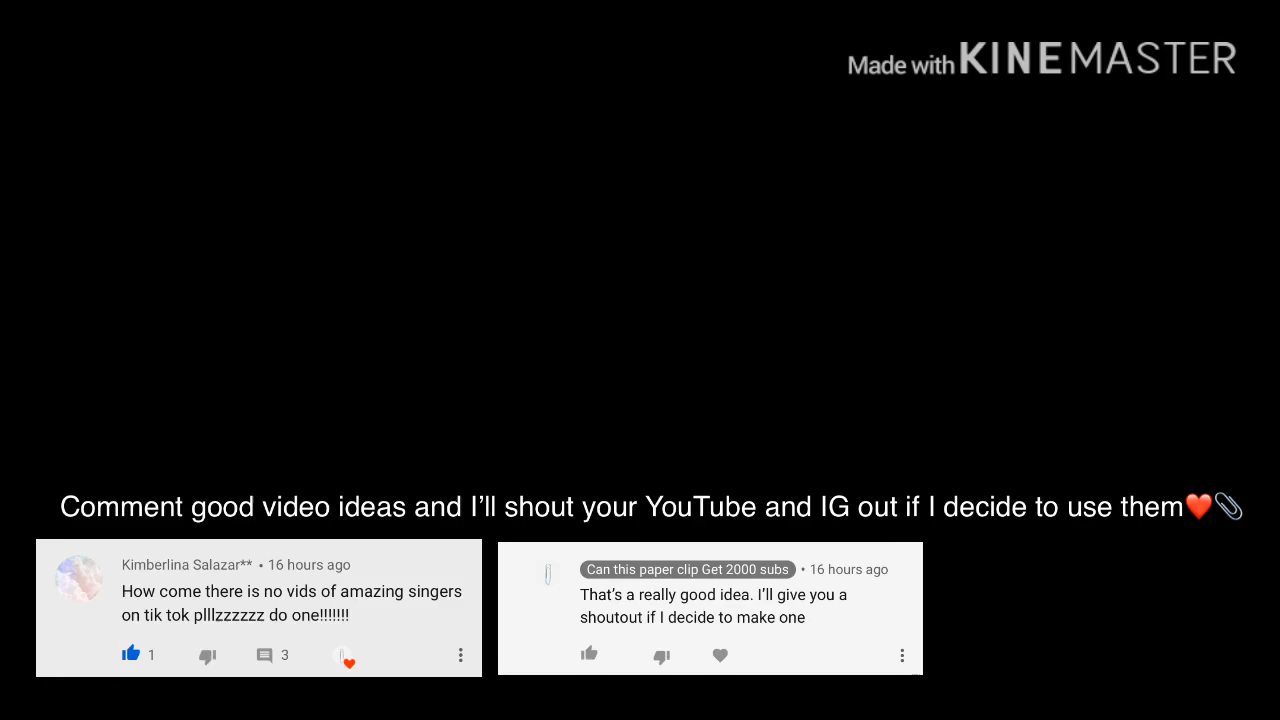 Made with KINEMASTER
Comment good video ideas and I’ll shout your YouTube and IG out if I decide to use them❤️📎
Kimberlina Salazar** • 16 hours ago
How come there is no vids of amazing singers
on tik tok plllzzzzzz do one!!!!!!!
1 3
Can this paper clip Get 2000 subs • 16 hours ago
That’s a really good idea. I’ll give you a
shoutout if I decide to make one